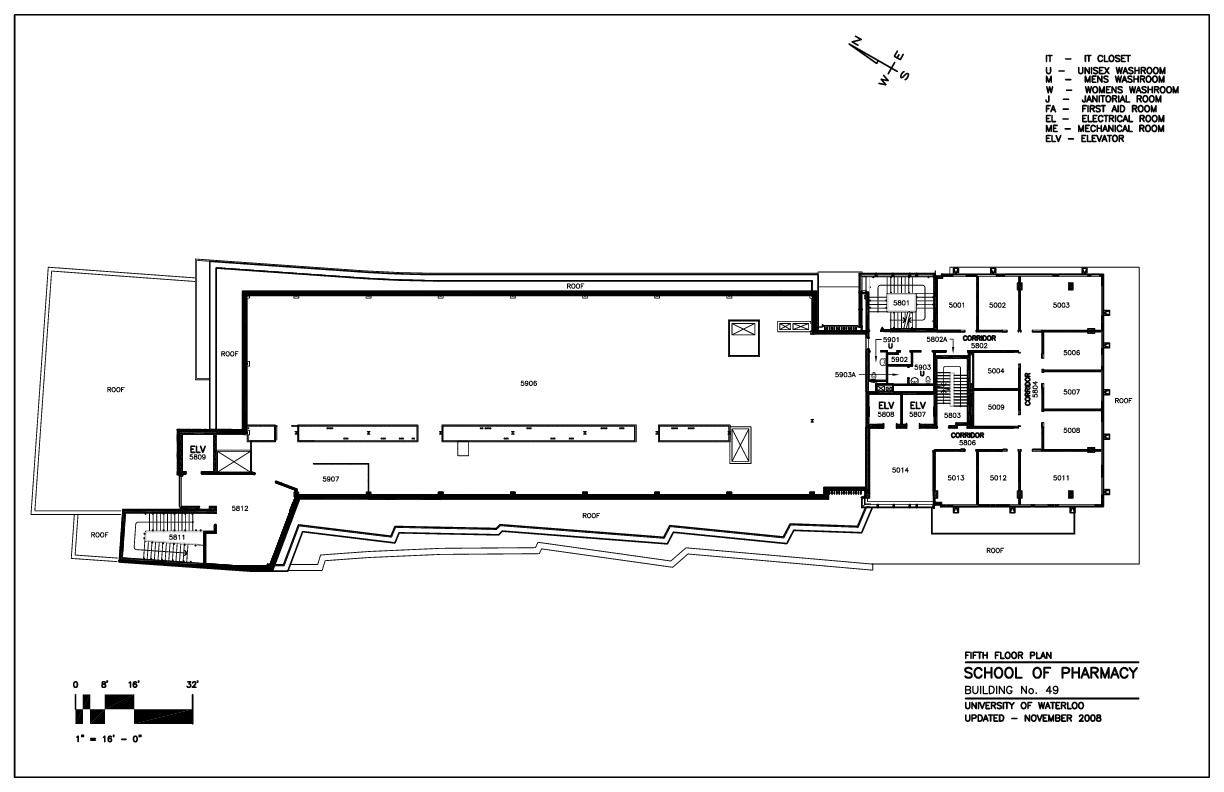 N
E
W
S
IT – IT CLOSET
U – UNISEX WASHROOM
M – MENS WASHROOM
W – WOMENS WASHROOM
J – JANITORIAL ROOM
FA – FIRST AID ROOM
EL – ELECTRICAL ROOM
ME – MECHANICAL ROOM
ELV – ELEVATOR
ROOF
5801
5001
5002
5003
5901
U
5802A
CORRIDOR
5802
ROOF
5902
5903
U
5903A
5006
5004
5906
ROOF
CORRIDOR
5804
5007
ROOF
ELV
5808
ELV
5807
5803
5009
5008
CORRIDOR
5806
ELV
5809
5014
5907
5013
5012
5011
5812
ROOF
ROOF
5811
ROOF
FIFTH FLOOR PLAN
SCHOOL OF PHARMACY
BUILDING No. 49
UNIVERSITY OF WATERLOO
UPDATED – NOVEMBER 2008
0 8' 16' 32'
1" = 16' – 0"